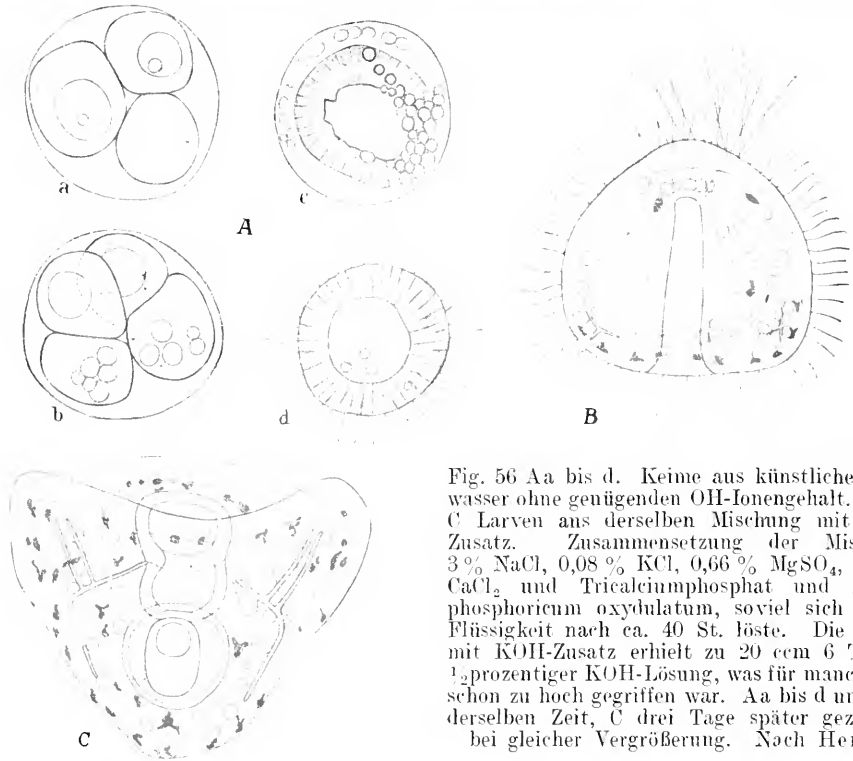 a
c
A
b
d
B
C
Fig. 56 Aa bis d. Keime aus künstliche
wasser ohne genügenden OH-Ionengehalt.
C Larven aus derselben Mischung mit
Zusatz. Zusammensetzung der Mis
3 % NaCl, 0,08 % KCl, 0,66 % MgSO₄,
CaCl₂ und Tricalciumphosphat und
phosphoricum oxydulatum, soviel sich
Flüssigkeit nach ca. 40 St. löste. Die
mit KOH-Zusatz erhielt zu 20 ccm 6 T
½prozentiger KOH-Lösung, was für manc
schon zu hoch gegriffen war. Aa bis d u
derselben Zeit, C drei Tage später gez
bei gleicher Vergrößerung. Nach He